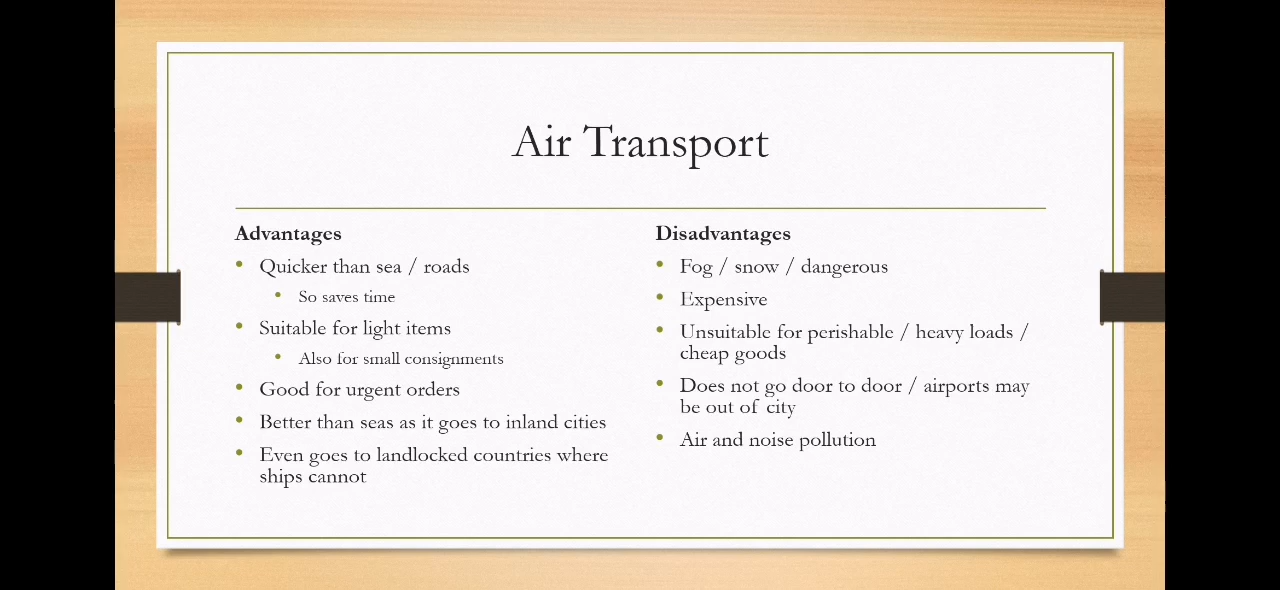 Air Transport
Advantages
Quicker than sea / roads
So saves time
Suitable for light items
Also for small consignments
Good for urgent orders
Better than seas as it goes to inland cities
Even goes to landlocked countries where
ships cannot
Disadvantages
Fog / snow / dangerous
Expensive
Unsuitable for perishable / heavy loads /
cheap goods
Does not go door to door / airports may
be out of city
Air and noise pollution